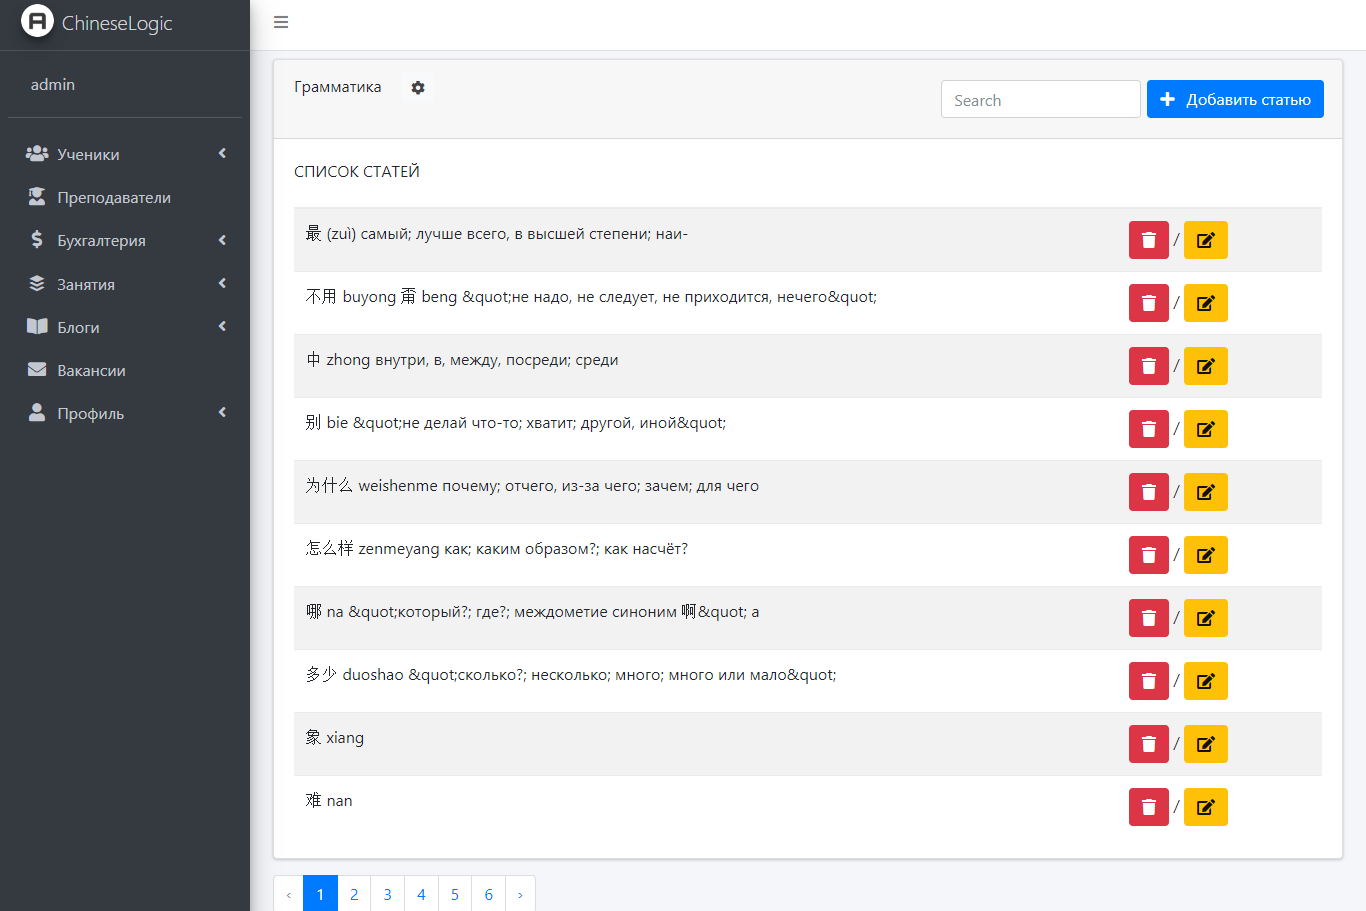 ChineseLogic
admin
Ученики
Преподаватели
Бухгалтерия
Занятия
Блоги
Вакансии
Профиль
Грамматика
Search
Добавить статью
СПИСОК СТАТЕЙ
最 (zuì) самый; лучше всего, в высшей степени; наи-
/
不用 buyong 甭 beng &quot;не надо, не следует, не приходится, нечего&quot;
/
中 zhong внутри, в, между, посреди; среди
/
别 bie &quot;не делай что-то; хватит; другой, иной&quot;
/
为什么 weishenme почему; отчего, из-за чего; зачем; для чего
/
怎么样 zenmeyang как; каким образом?; как насчёт?
/
哪 na &quot;который?; где?; междометие синоним 啊&quot; a
/
多少 duoshao &quot;сколько?; несколько; много; много или мало&quot;
/
象 xiang
/
难 nan
/
‹ 1 2 3 4 5 6 ›